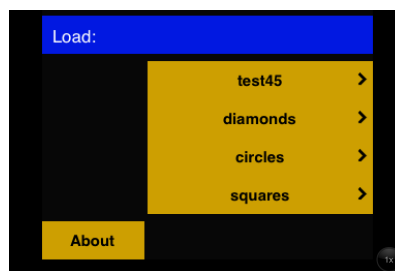 Load:
test45
diamonds
circles
squares
About
1x